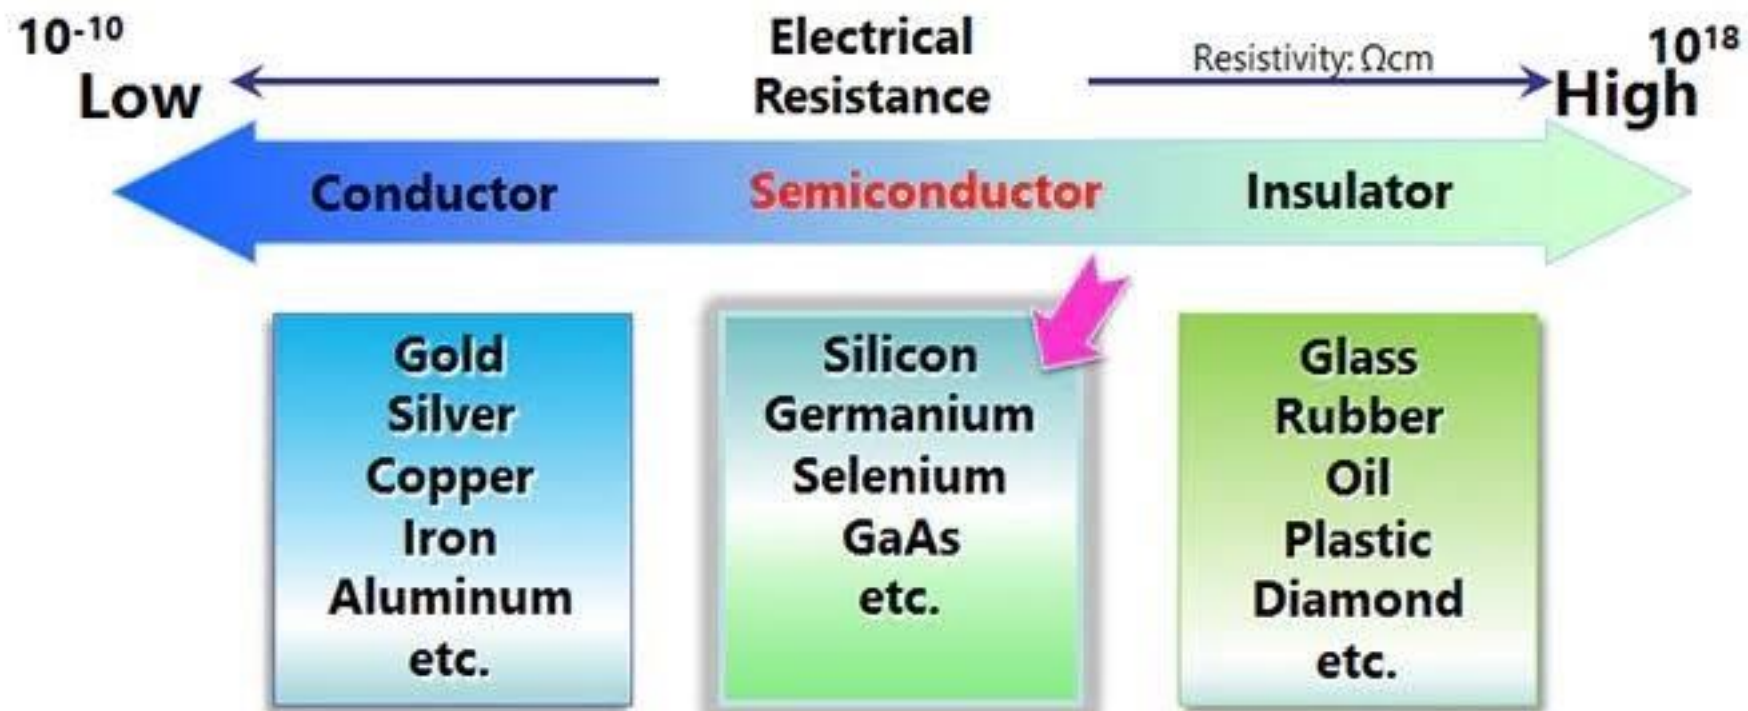 10⁻¹⁰
Low
Electrical
Resistance
Resistivity: Ωcm
10¹⁸
High
Conductor
Semiconductor
Insulator
Gold
Silver
Copper
Iron
Aluminum
etc.
Silicon
Germanium
Selenium
GaAs
etc.
Glass
Rubber
Oil
Plastic
Diamond
etc.